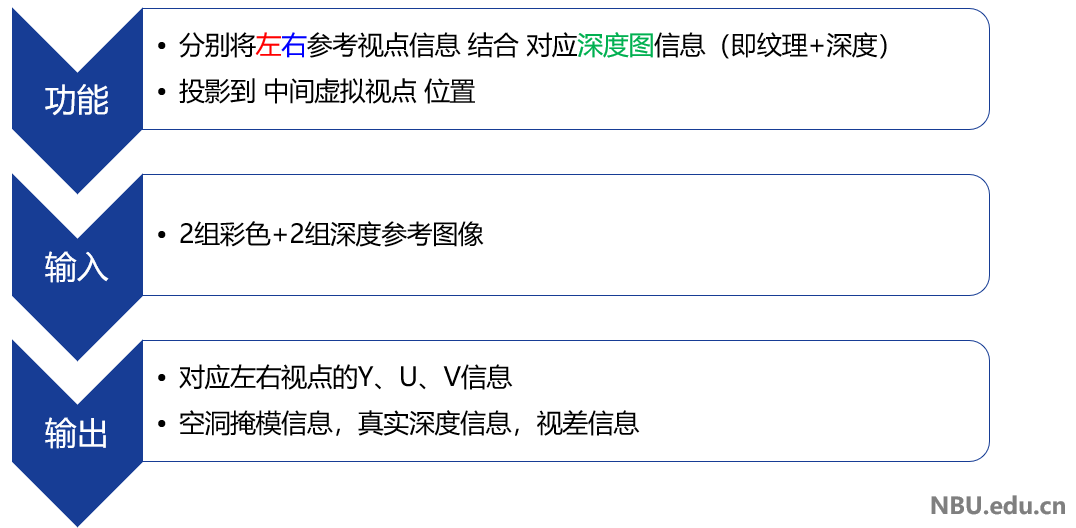 功能
• 分别将左右参考视点信息 结合 对应深度图信息（即纹理+深度）
• 投影到 中间虚拟视点 位置
输入
• 2组彩色+2组深度参考图像
输出
• 对应左右视点的Y、U、V信息
• 空洞掩模信息，真实深度信息，视差信息
NBU.edu.cn